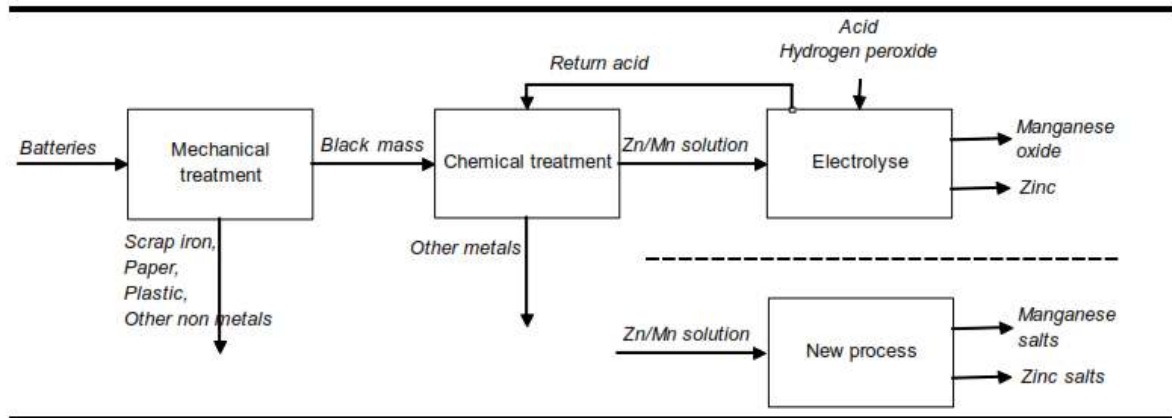 Acid
Hydrogen peroxide
Return acid
Batteries
Mechanical
treatment
Black mass
Chemical treatment
Zn/Mn solution
Electrolyse
Manganese
oxide
Zinc
Scrap iron,
Paper,
Plastic,
Other non metals
Other metals
Zn/Mn solution
New process
Manganese
salts
Zinc salts